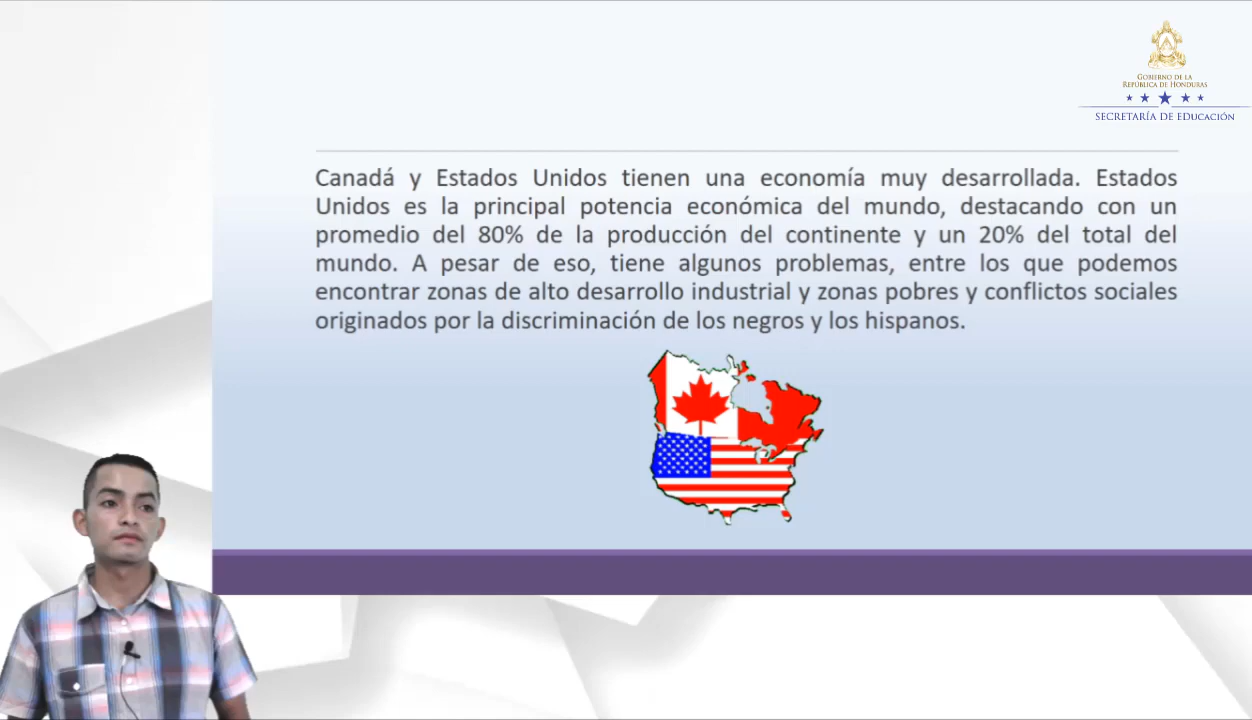 GOBIERNO DE LA
REPÚBLICA DE HONDURAS
SECRETARÍA DE EDUCACIÓN
Canadá y Estados Unidos tienen una economía muy desarrollada. Estados
Unidos es la principal potencia económica del mundo, destacando con un
promedio del 80% de la producción del continente y un 20% del total del
mundo. A pesar de eso, tiene algunos problemas, entre los que podemos
encontrar zonas de alto desarrollo industrial y zonas pobres y conflictos sociales
originados por la discriminación de los negros y los hispanos.